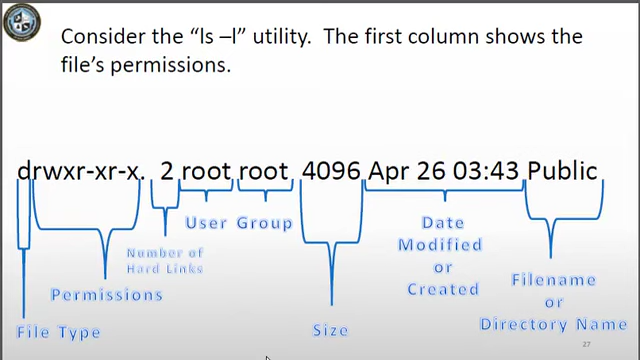 Consider the “ls –l” utility.  The first column shows the
file’s permissions.
drwxr-xr-x.  2 root root  4096 Apr 26 03:43 Public
User Group
Date
Modified
or
Created
Number of
Hard Links
Filename
or
Directory Name
Permissions
File Type
Size
27